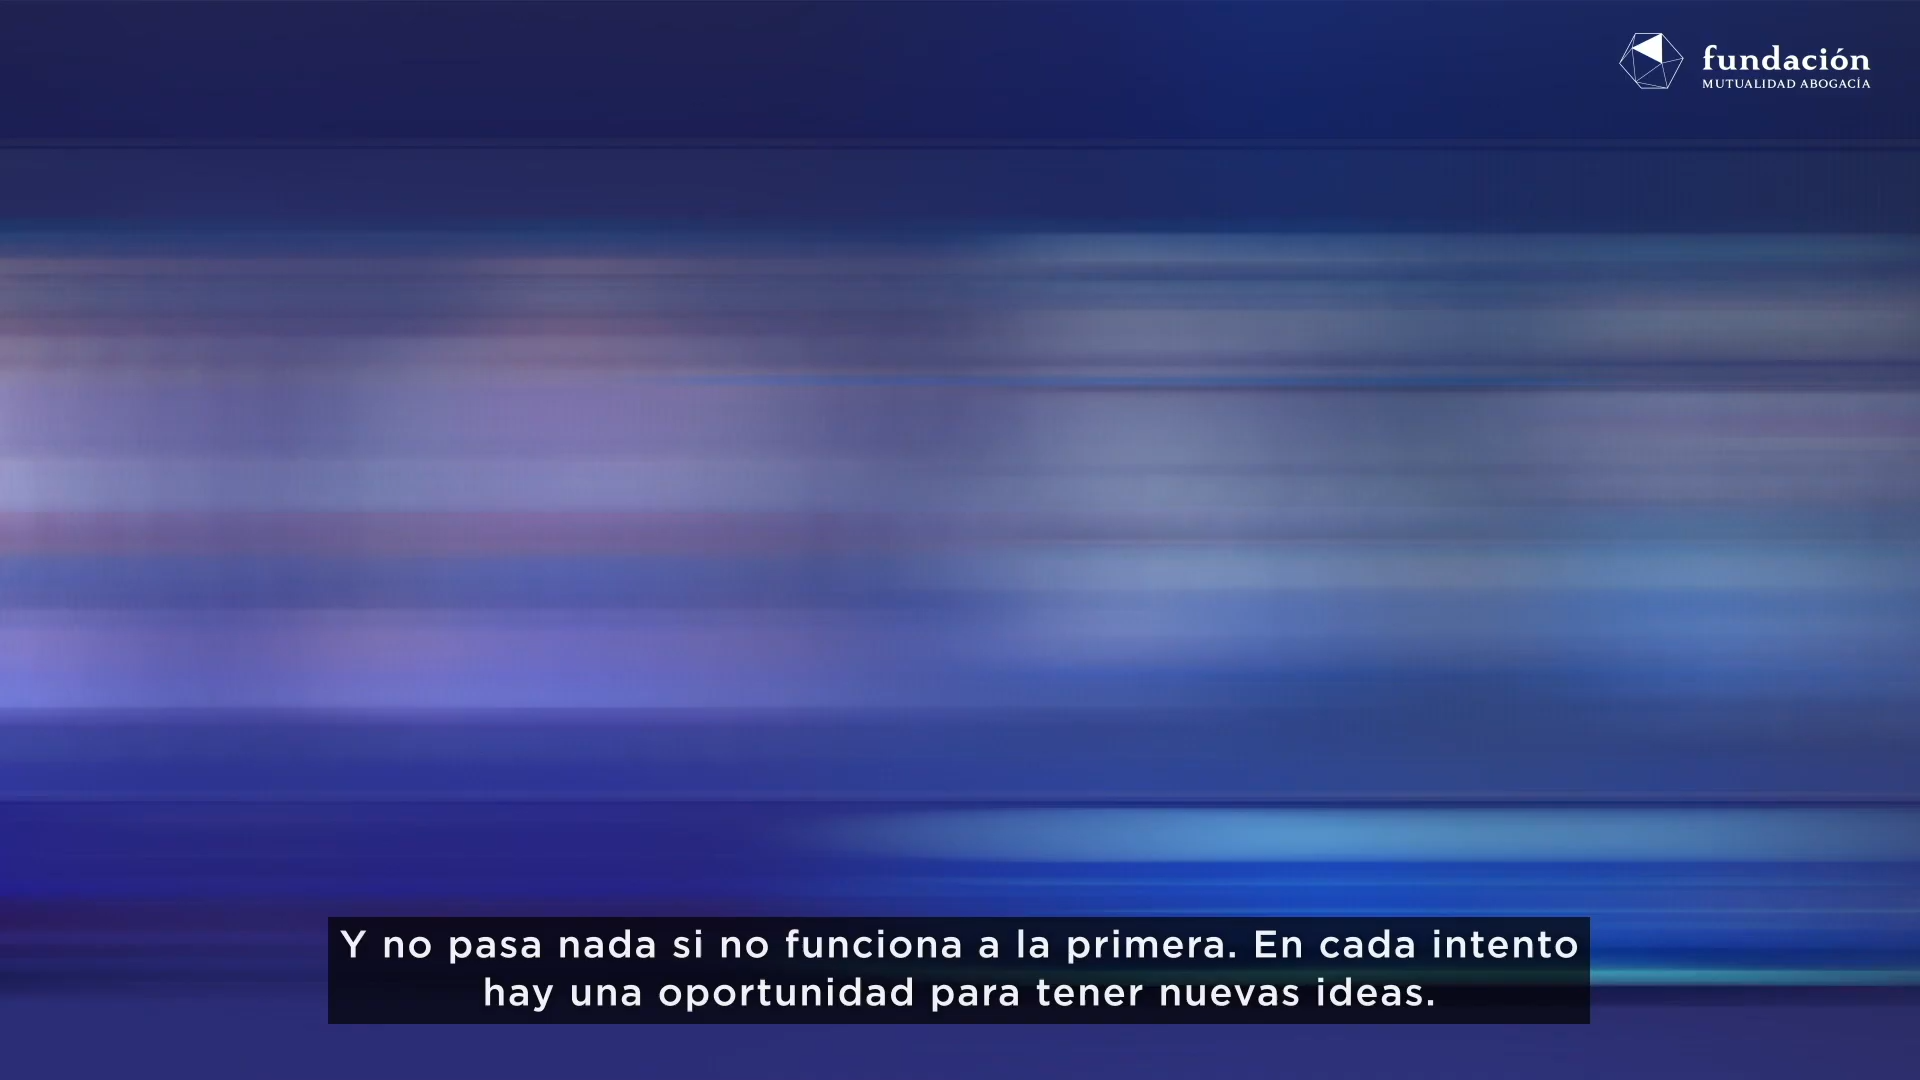 fundación
MUTUALIDAD ABOGACÍA
Y no pasa nada si no funciona a la primera. En cada intento
hay una oportunidad para tener nuevas ideas.